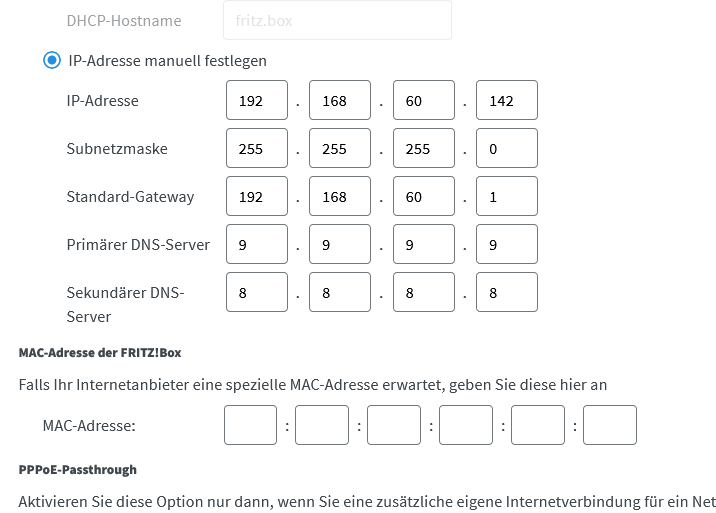 DHCP-Hostname fritz.box
IP-Adresse manuell festlegen
IP-Adresse 192 . 168 . 60 . 142
Subnetzmaske 255 . 255 . 255 . 0
Standard-Gateway 192 . 168 . 60 . 1
Primärer DNS-Server 9 . 9 . 9 . 9
Sekundärer DNS- 8 . 8 . 8 . 8
Server
MAC-Adresse der FRITZ!Box
Falls Ihr Internetanbieter eine spezielle MAC-Adresse erwartet, geben Sie diese hier an
MAC-Adresse: : : : : :
PPPoE-Passthrough
Aktivieren Sie diese Option nur dann, wenn Sie eine zusätzliche eigene Internetverbindung für ein Net